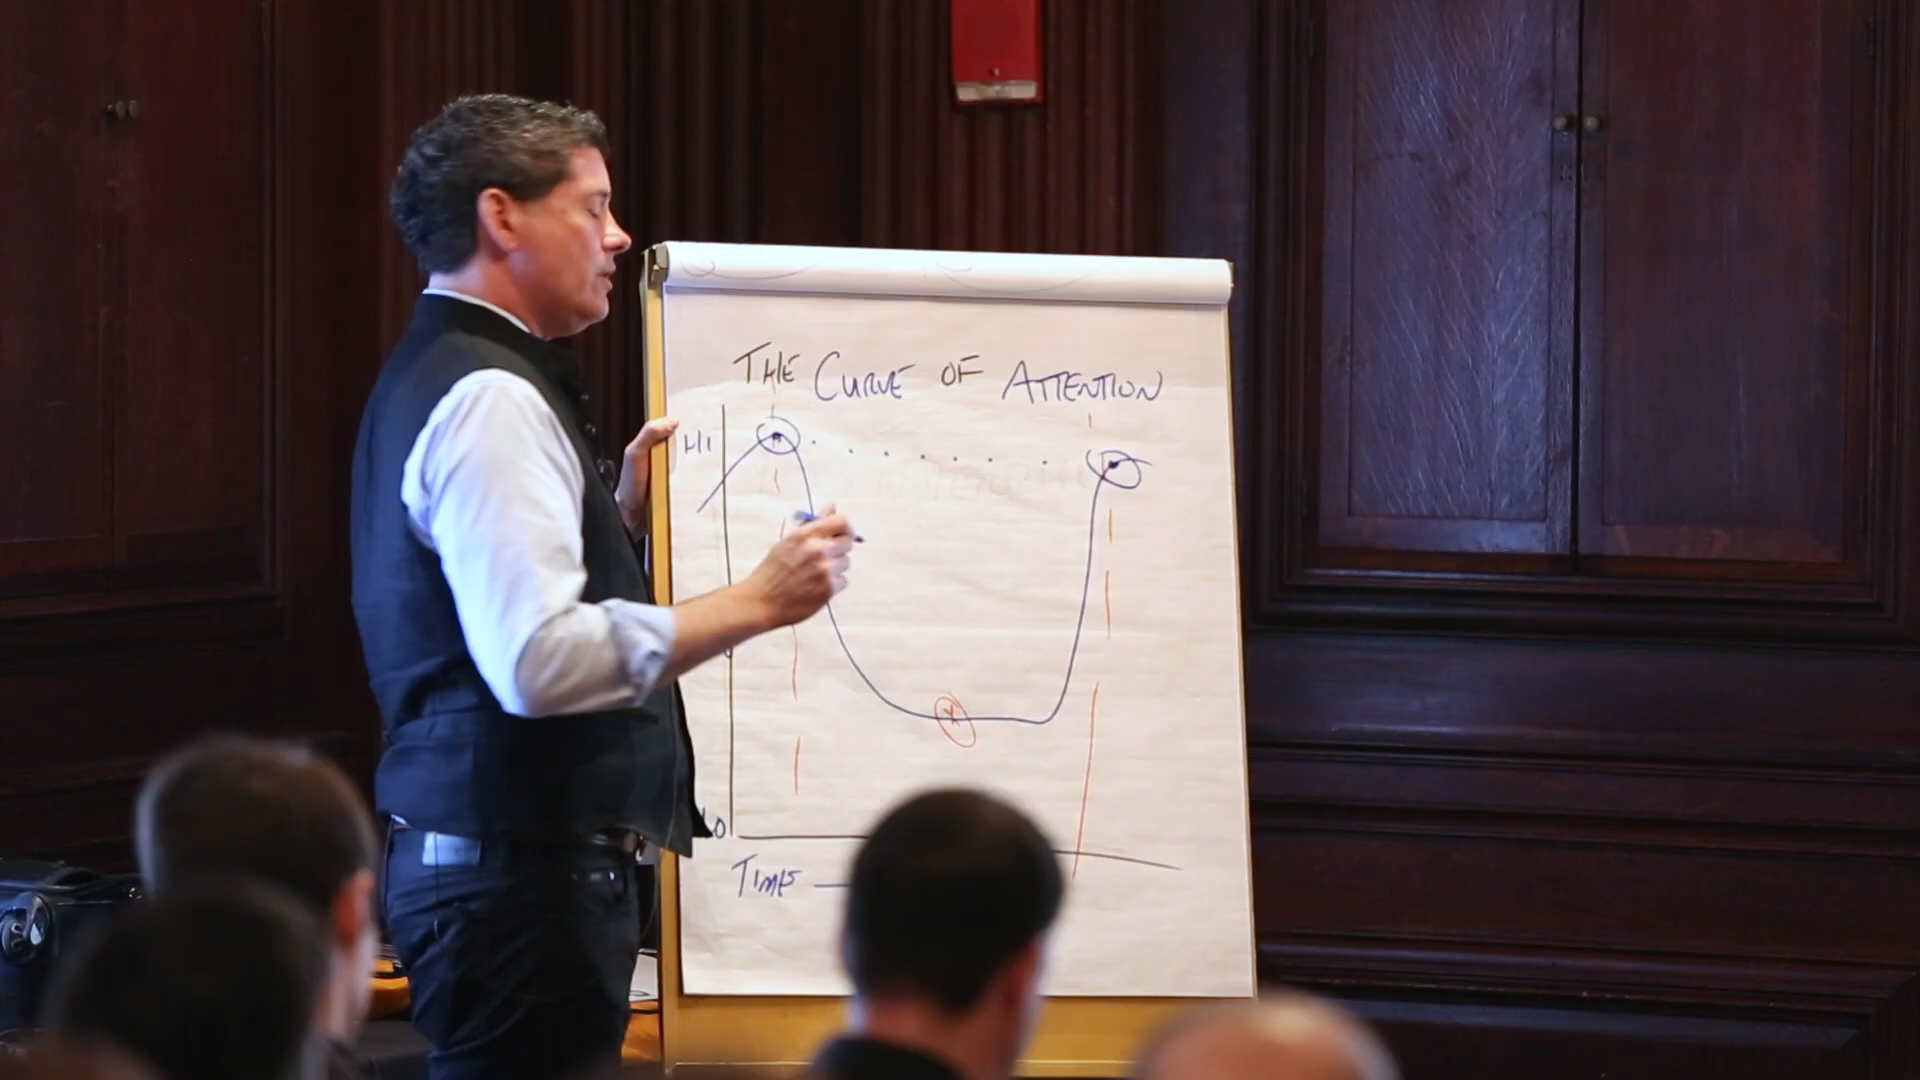 THE CURVE OF ATTENTION
HI
LO
TIME